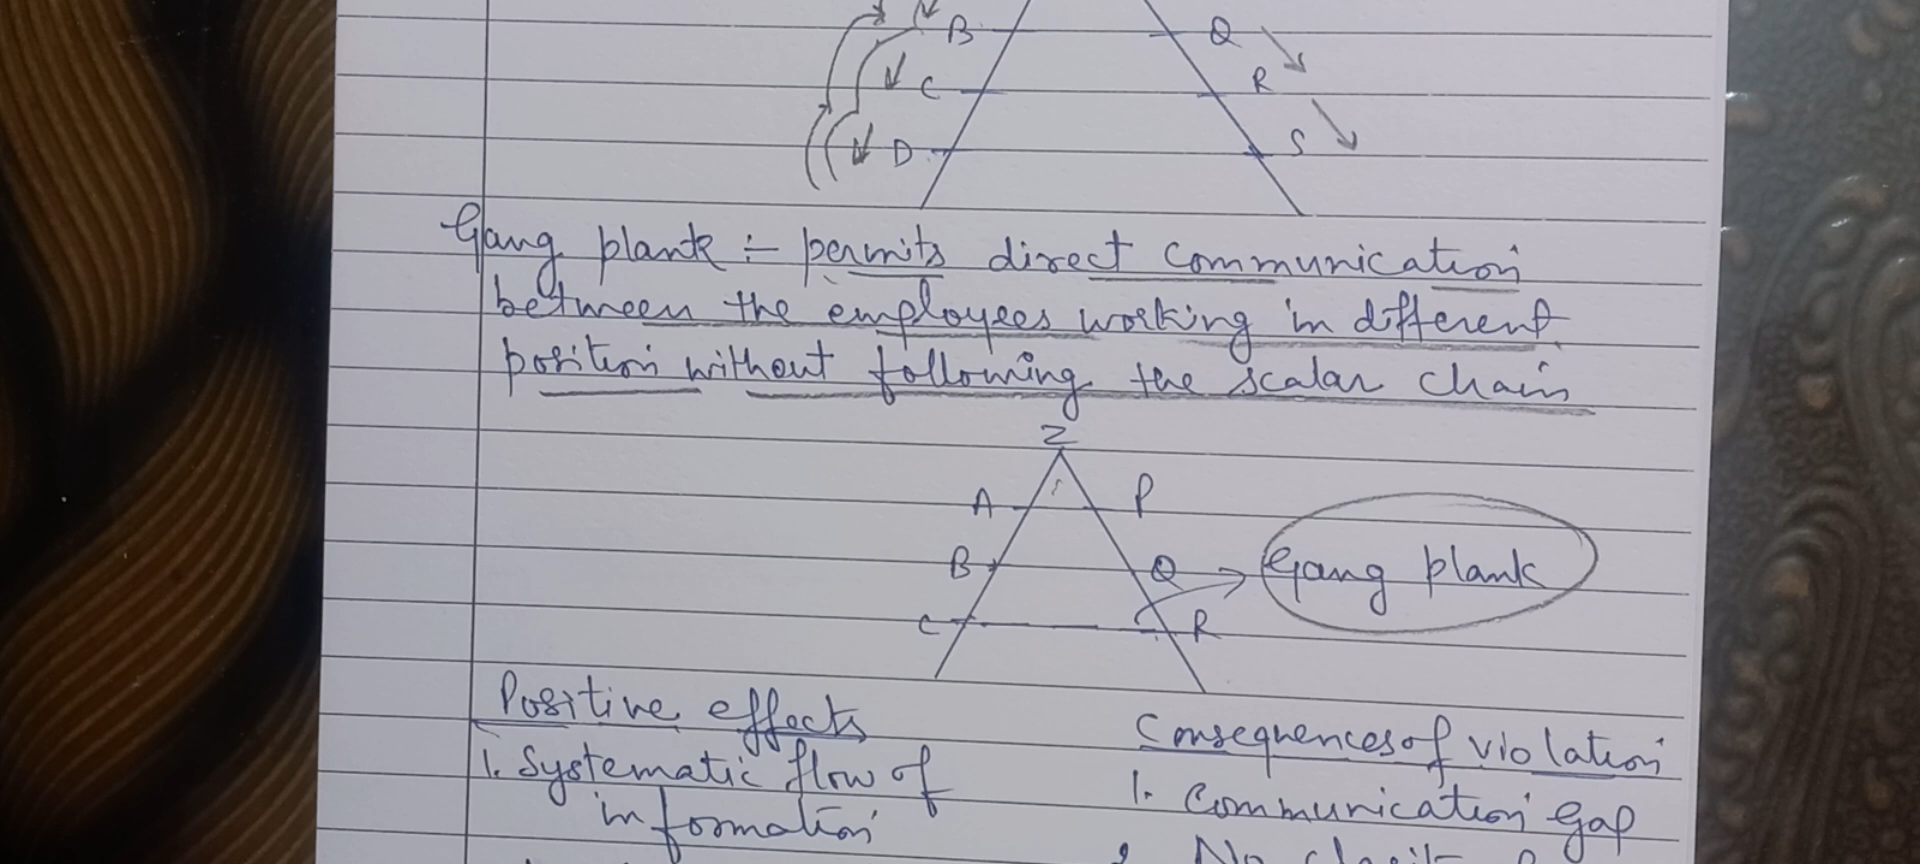 B Q
C R
D S
Gang plank :- permits direct communication
between the employees working in different
position without following the scalar chain
Z
A P
B Q Gang plank
C R
Positive effects Consequences of violation
1. Systematic flow of 1. Communication gap
information
No